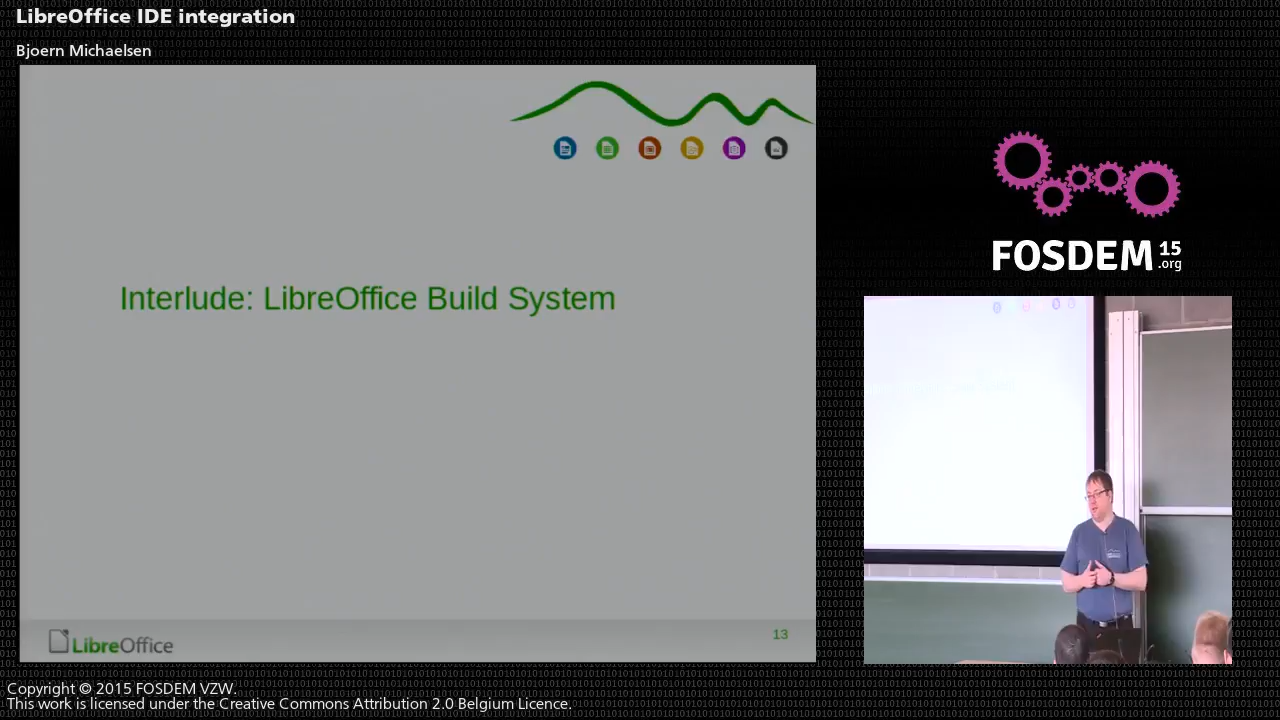 LibreOffice IDE integration
Bjoern Michaelsen
Interlude: LibreOffice Build System
LibreOffice
13
FOSDEM 15
.org
Copyright © 2015 FOSDEM VZW.
This work is licensed under the Creative Commons Attribution 2.0 Belgium Licence.